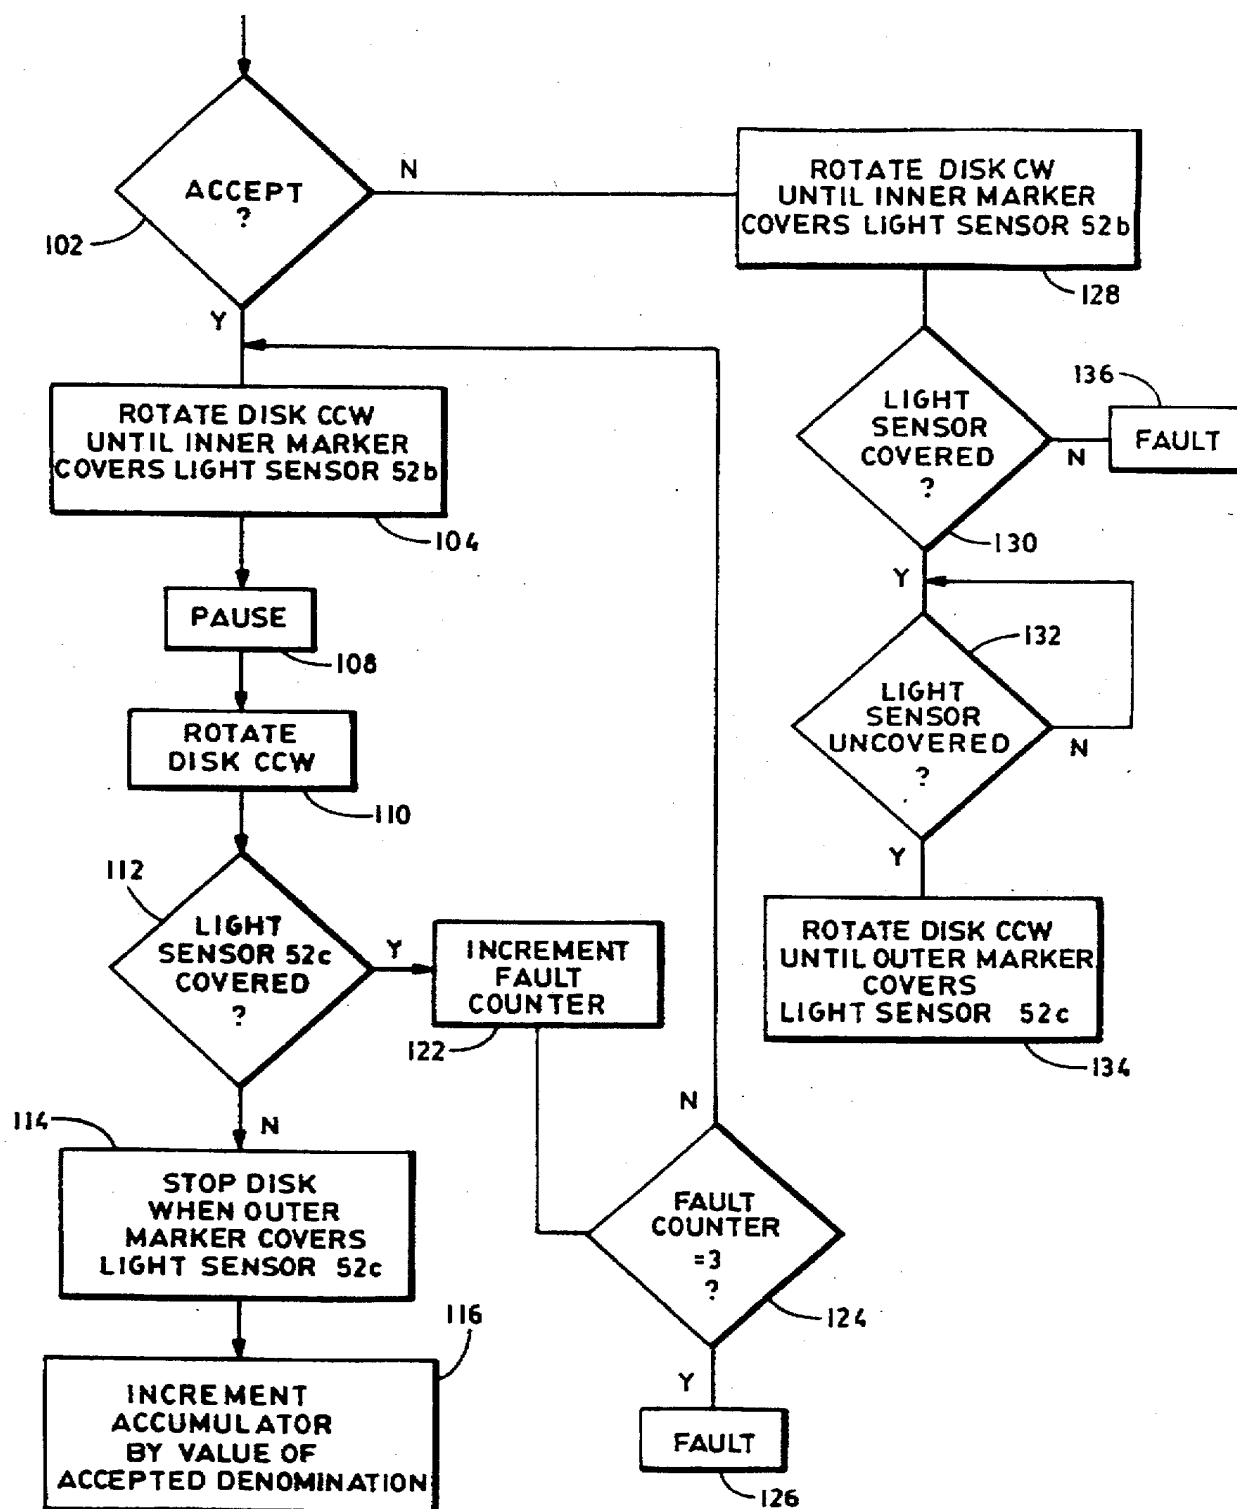 ACCEPT
?
102
N
Y
ROTATE DISK CW
UNTIL INNER MARKER
COVERS LIGHT SENSOR 52b
128
LIGHT
SENSOR
COVERED
?
130
N
136
FAULT
Y
LIGHT
SENSOR
UNCOVERED
?
132
N
Y
ROTATE DISK CCW
UNTIL OUTER MARKER
COVERS
LIGHT SENSOR 52c
134
ROTATE DISK CCW
UNTIL INNER MARKER
COVERS LIGHT SENSOR 52b
104
PAUSE
108
ROTATE
DISK CCW
110
112
LIGHT
SENSOR 52c
COVERED
?
Y
INCREMENT
FAULT
COUNTER
122
N
114
STOP DISK
WHEN OUTER
MARKER COVERS
LIGHT SENSOR 52c
116
INCREMENT
ACCUMULATOR
BY VALUE OF
ACCEPTED DENOMINATION
N
FAULT
COUNTER
=3
?
124
Y
FAULT
126